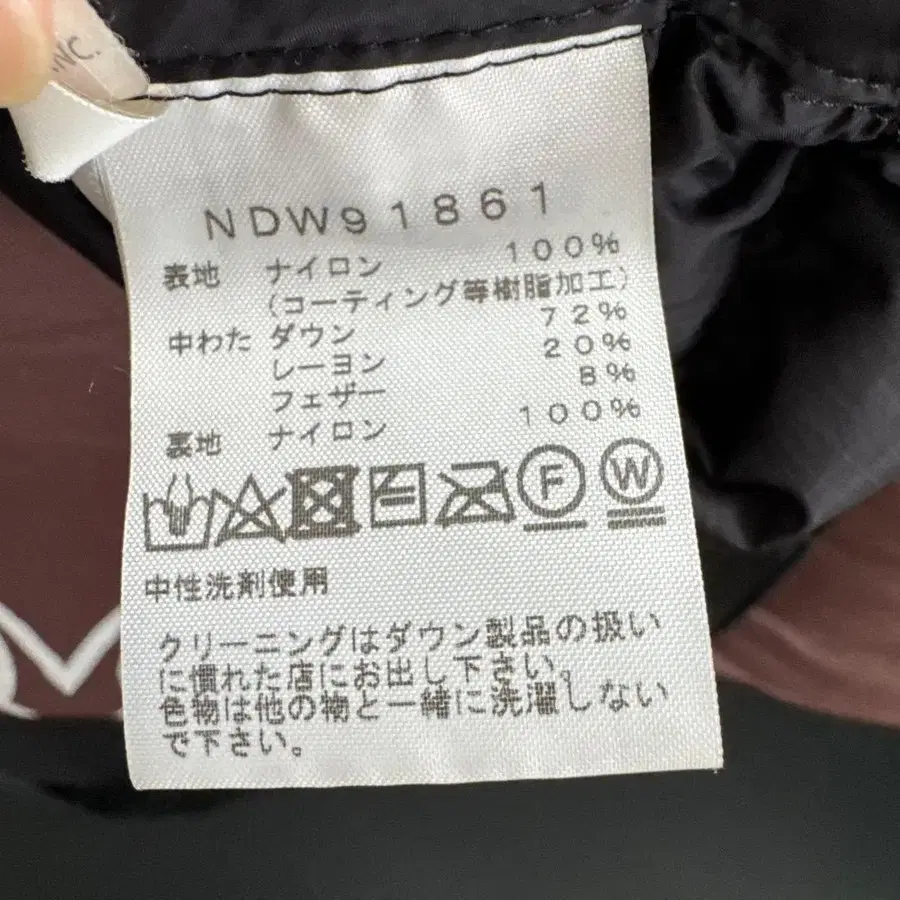 INC.
NDW91861
表地 ナイロン 100%
(コーティング等樹脂加工)
中わた ダウン 72%
レーヨン 20%
フェザー 8%
裏地 ナイロン 100%
F W
中性洗剤使用
クリーニングはダウン製品の扱い
に慣れた店にお出し下さい。
色物は他の物と一緒に洗濯しない
で下さい。